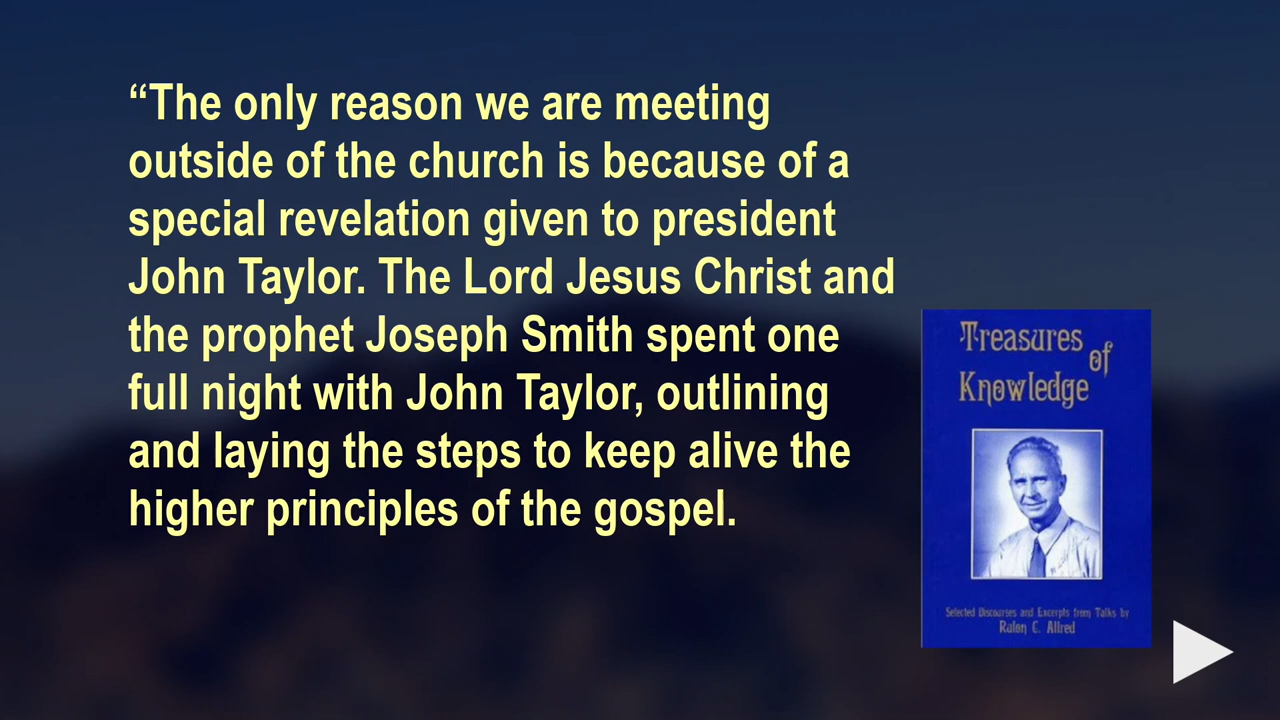 “The only reason we are meeting
outside of the church is because of a
special revelation given to president
John Taylor. The Lord Jesus Christ and
the prophet Joseph Smith spent one
full night with John Taylor, outlining
and laying the steps to keep alive the
higher principles of the gospel.
Treasures
of
Knowledge
Selected Discourses and Excerpts from Talks by
Rulon C. Allred